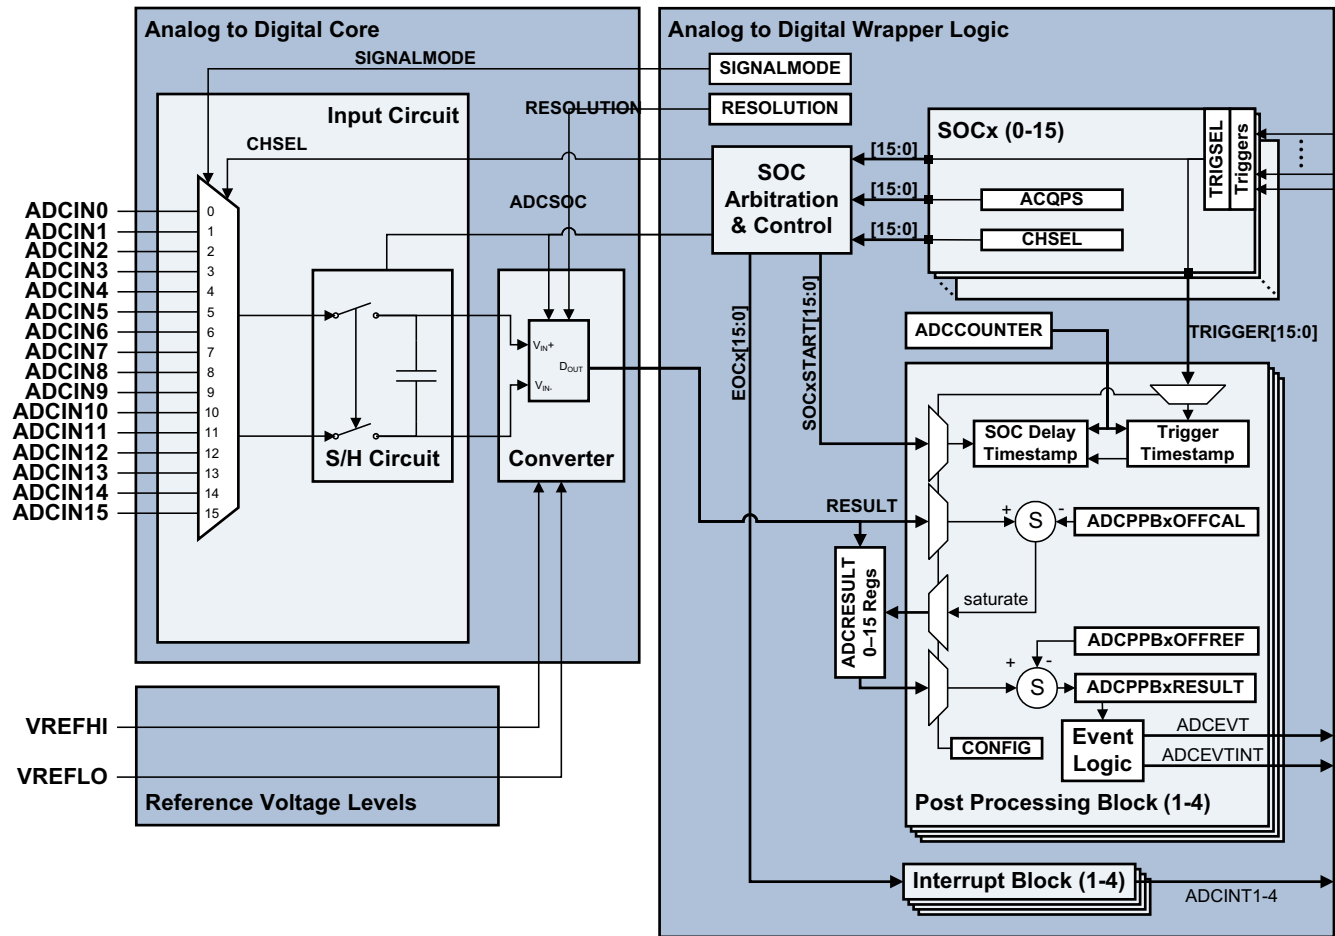 Analog to Digital Core
SIGNALMODE
Input Circuit
RESOLUTION
CHSEL
ADCSOC
ADCIN0
ADCIN1
ADCIN2
ADCIN3
ADCIN4
ADCIN5
ADCIN6
ADCIN7
ADCIN8
ADCIN9
ADCIN10
ADCIN11
ADCIN12
ADCIN13
ADCIN14
ADCIN15
0
1
2
3
4
5
6
7
8
9
10
11
12
13
14
15
S/H Circuit
VIN+
DOUT
VIN-
Converter
VREFHI
VREFLO
Reference Voltage Levels
Analog to Digital Wrapper Logic
SIGNALMODE
RESOLUTION
SOC
Arbitration
& Control
[15:0]
[15:0]
[15:0]
SOCx (0-15)
ACQPS
CHSEL
TRIGSEL
Triggers
EOCx[15:0]
SOCxSTART[15:0]
ADCCOUNTER
TRIGGER[15:0]
SOC Delay
Timestamp
Trigger
Timestamp
RESULT
+
S
-
ADCPPBxOFFCAL
ADCRESULT
0–15 Regs
saturate
ADCPPBxOFFREF
+
-
S
ADCPPBxRESULT
CONFIG
Event
Logic
ADCEVT
ADCEVTINT
Post Processing Block (1-4)
Interrupt Block (1-4)
ADCINT1-4